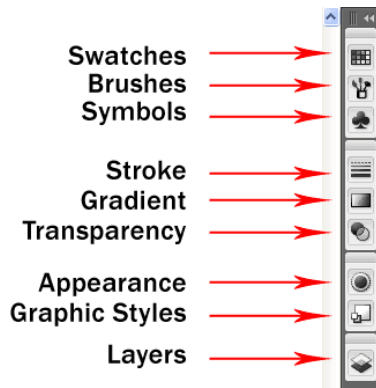 Swatches
Brushes
Symbols
Stroke
Gradient
Transparency
Appearance
Graphic Styles
Layers